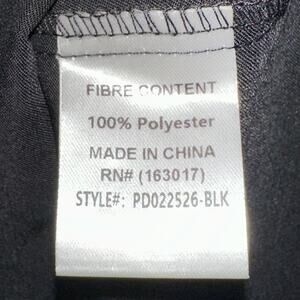 FIBRE CONTENT
100% Polyester
MADE IN CHINA
RN# (163017)
STYLE#: PD022526-BLK